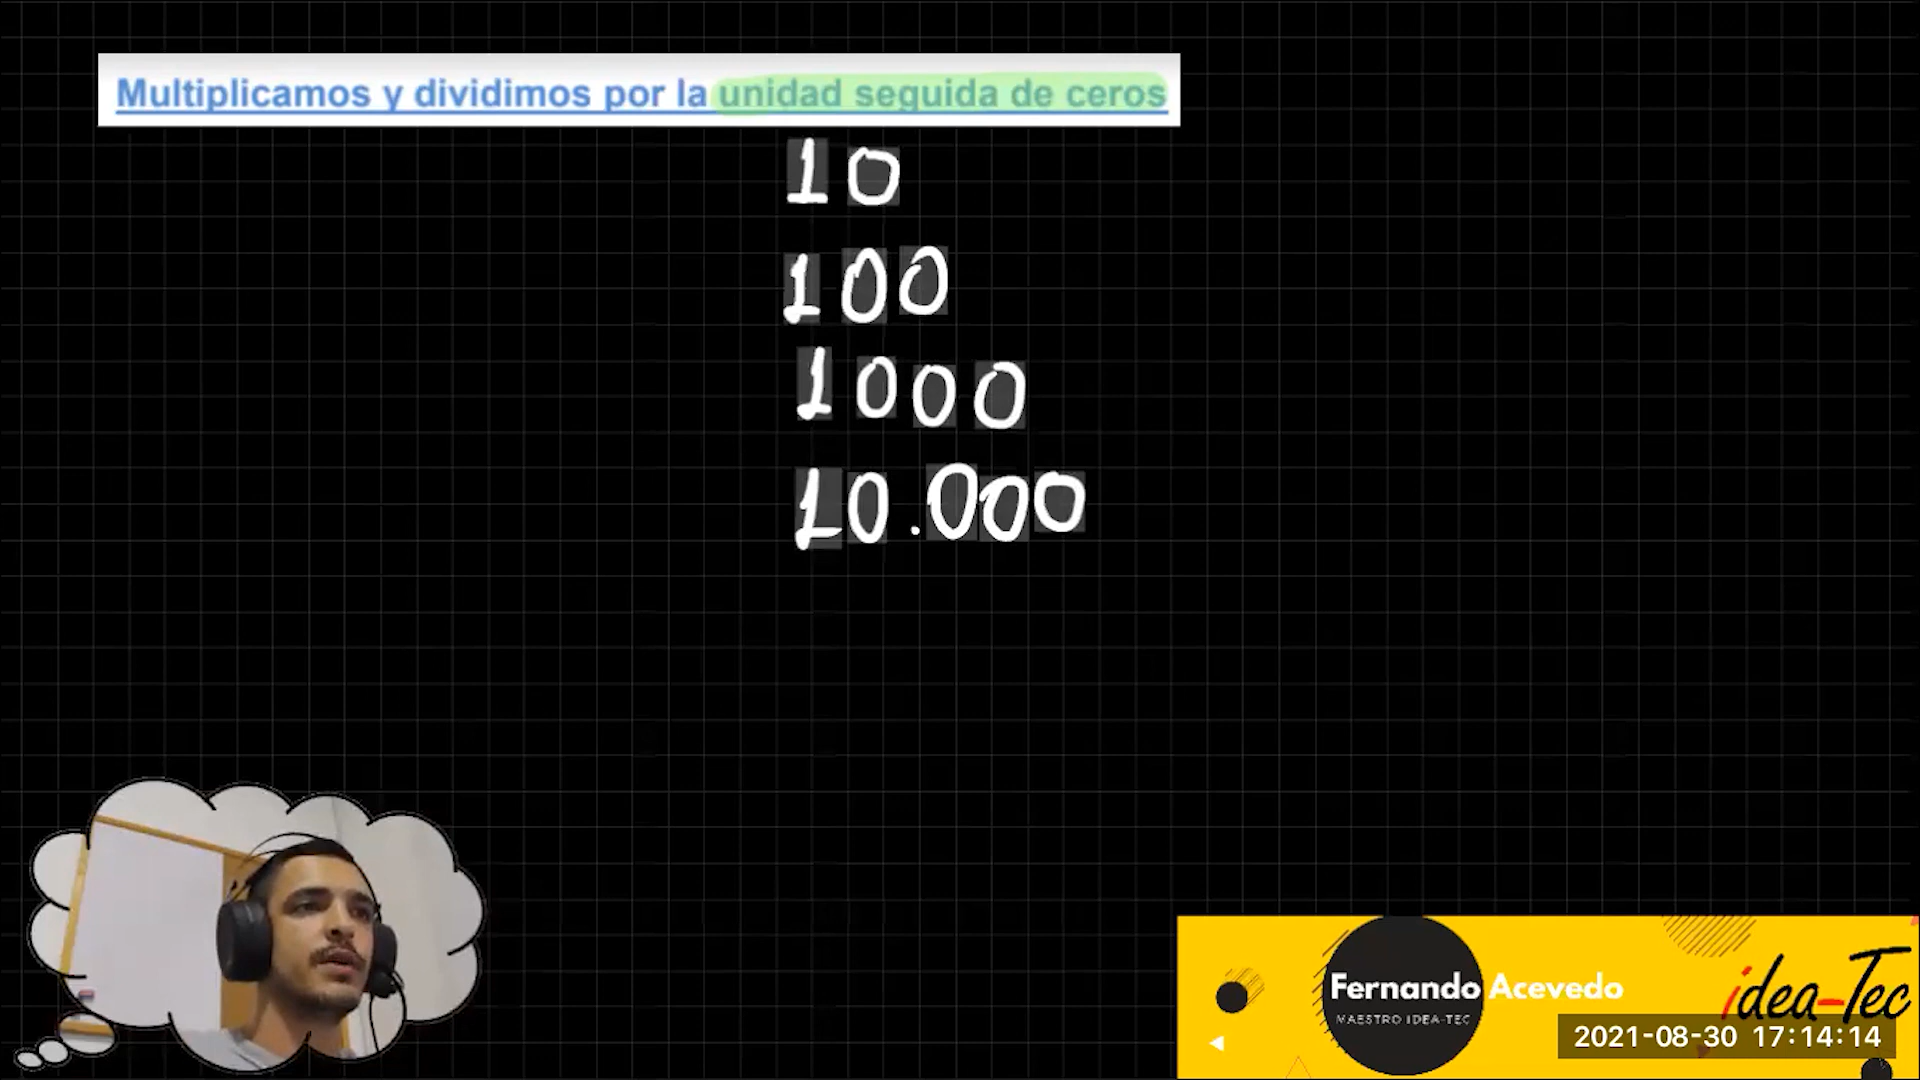 Multiplicamos y dividimos por la unidad seguida de ceros
10
100
1000
10.000
Fernando Acevedo
MAESTRO IDEA-TEC
idea-Tec
2021-08-30 17:14:14